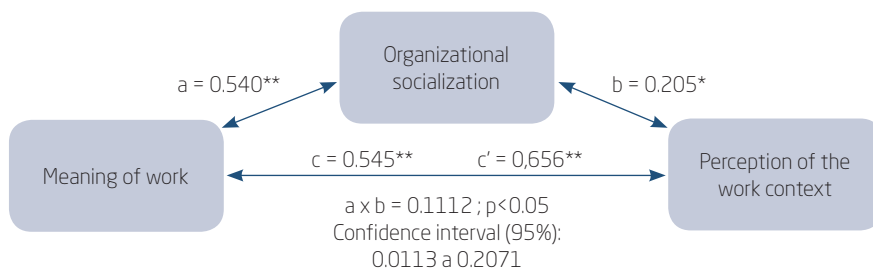 Organizational
socialization
a = 0.540**
b = 0.205*
Meaning of work
c = 0.545**
c' = 0,656**
Perception of the
work context
a x b = 0.1112 ; p<0.05
Confidence interval (95%):
0.0113 a 0.2071